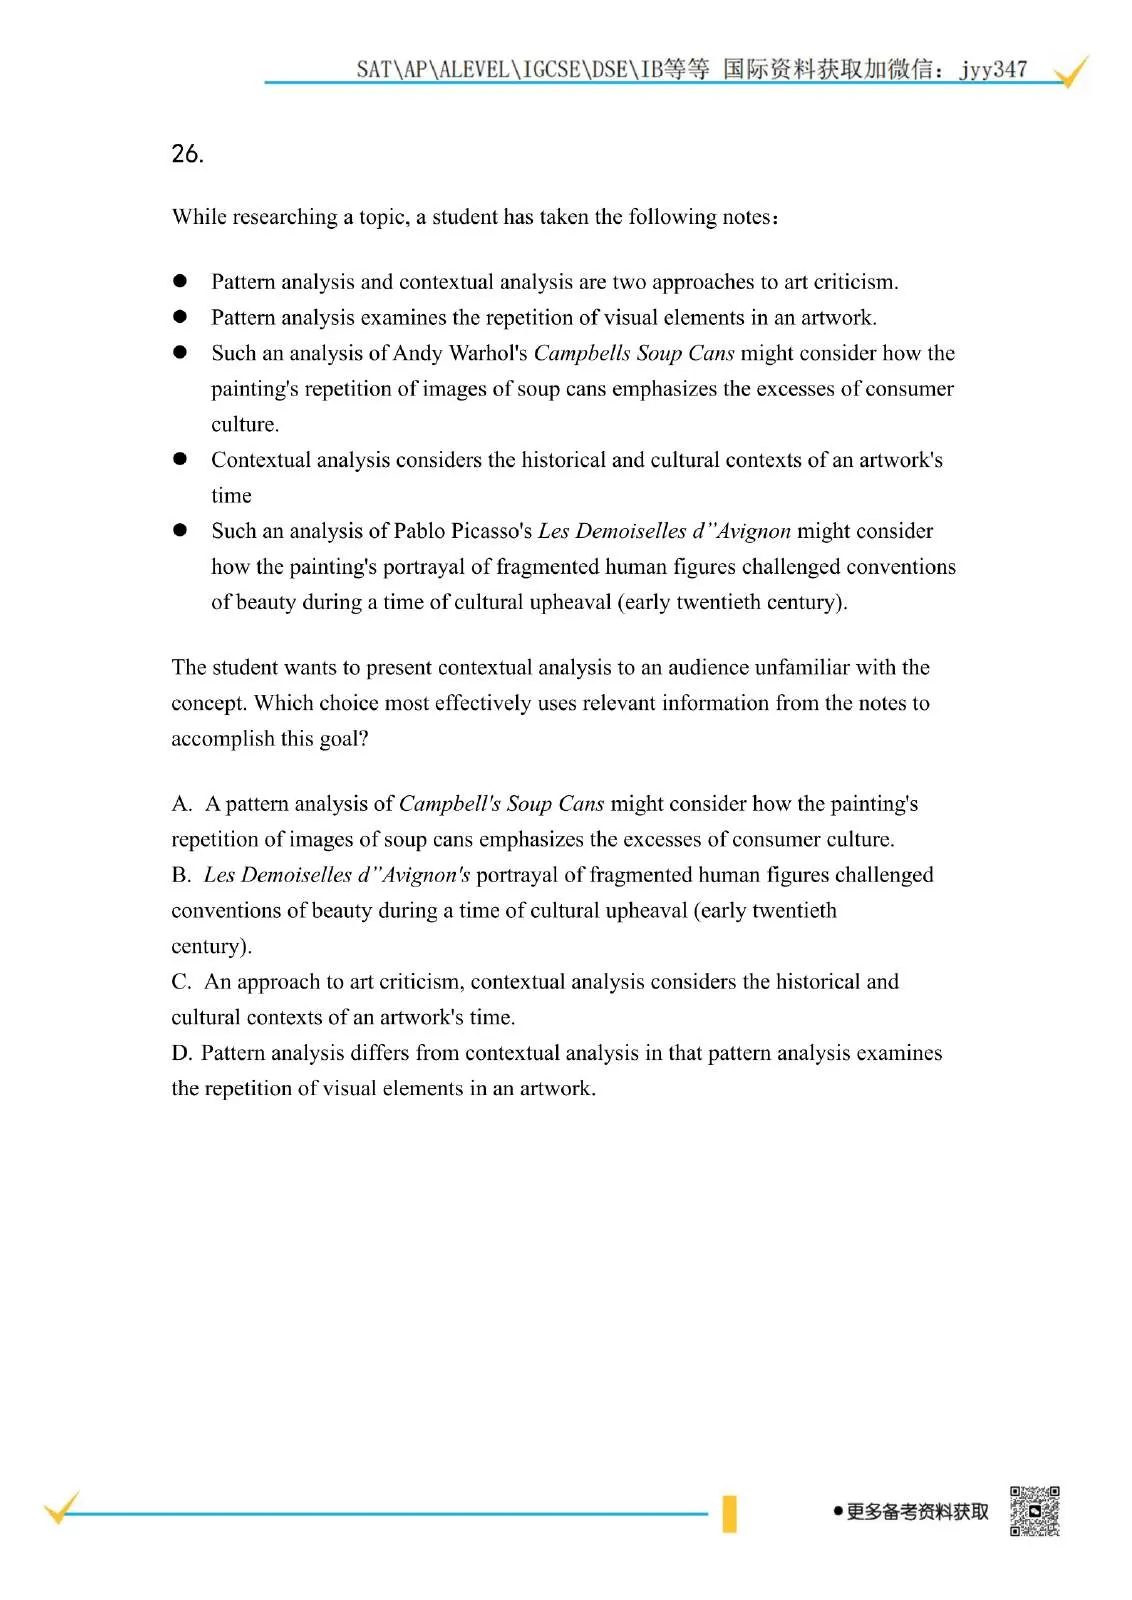 SAT\AP\ALEVEL\IGCSE\DSE\IB等等 国际资料获取加微信：jyy347
26.
While researching a topic, a student has taken the following notes：
● Pattern analysis and contextual analysis are two approaches to art criticism.
● Pattern analysis examines the repetition of visual elements in an artwork.
● Such an analysis of Andy Warhol's Campbells Soup Cans might consider how the
painting's repetition of images of soup cans emphasizes the excesses of consumer
culture.
● Contextual analysis considers the historical and cultural contexts of an artwork's
time
● Such an analysis of Pablo Picasso's Les Demoiselles d”Avignon might consider
how the painting's portrayal of fragmented human figures challenged conventions
of beauty during a time of cultural upheaval (early twentieth century).
The student wants to present contextual analysis to an audience unfamiliar with the
concept. Which choice most effectively uses relevant information from the notes to
accomplish this goal?
A. A pattern analysis of Campbell's Soup Cans might consider how the painting's
repetition of images of soup cans emphasizes the excesses of consumer culture.
B. Les Demoiselles d”Avignon's portrayal of fragmented human figures challenged
conventions of beauty during a time of cultural upheaval (early twentieth
century).
C. An approach to art criticism, contextual analysis considers the historical and
cultural contexts of an artwork's time.
D. Pattern analysis differs from contextual analysis in that pattern analysis examines
the repetition of visual elements in an artwork.
●更多备考资料获取